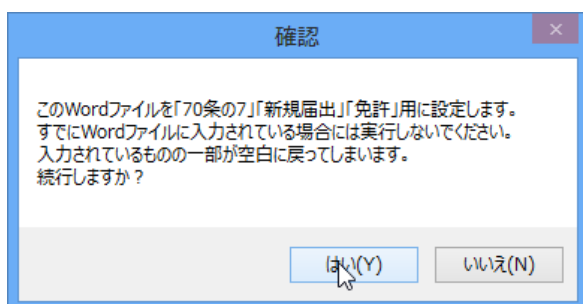 確認
このWordファイルを「70条の7」「新規届出」「免許」用に設定します。
すでにWordファイルに入力されている場合には実行しないでください。
入力されているものの一部が空白に戻ってしまいます。
続行しますか？
はい(Y)
いいえ(N)